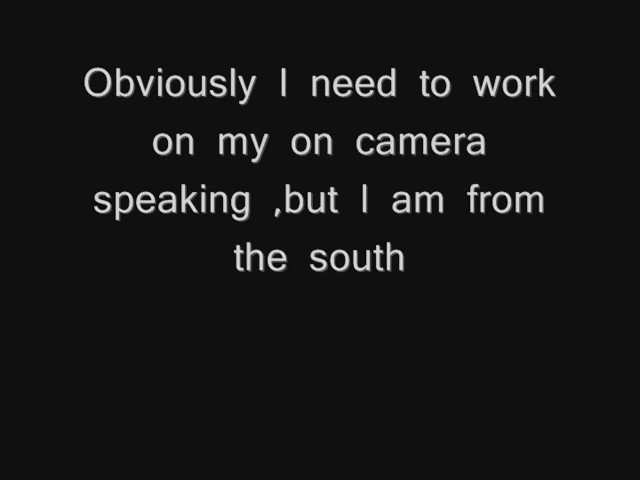 Obviously I need to work
on my on camera
speaking ,but I am from
the south